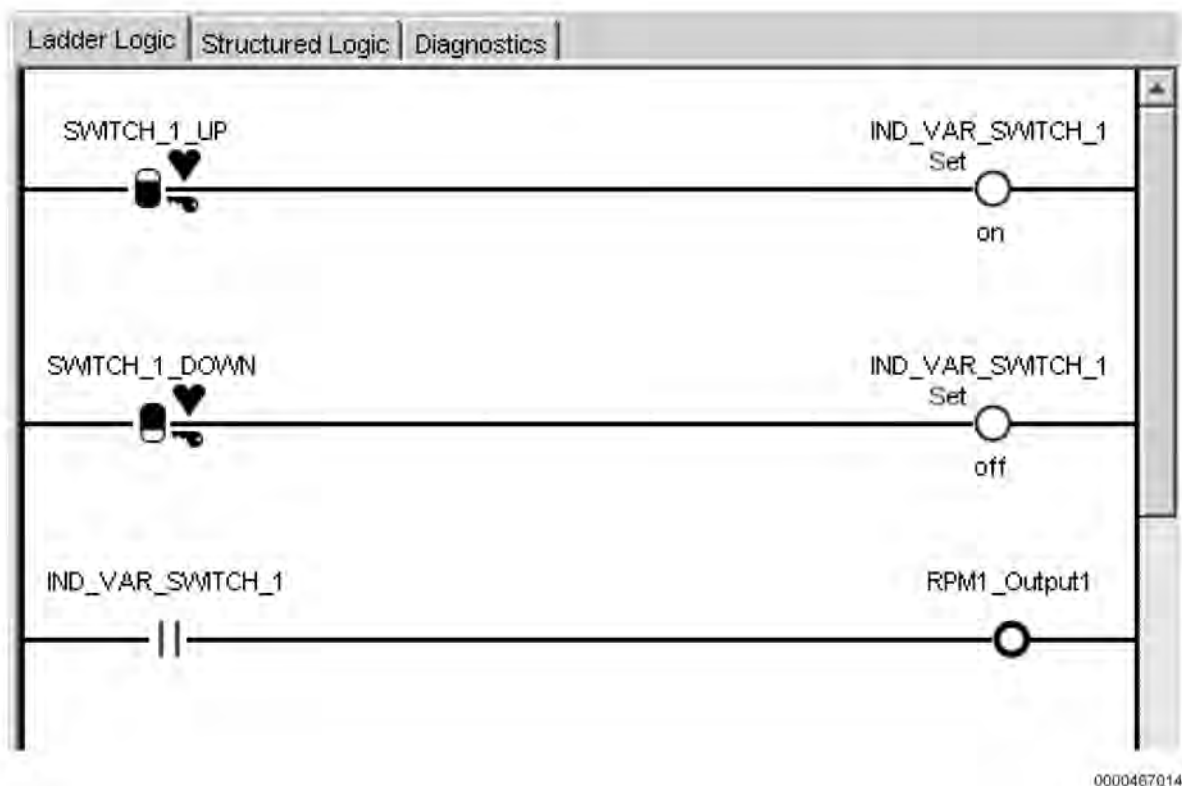 Ladder Logic Structured Logic Diagnostics
SWITCH_1_UP IND_VAR_SWITCH_1
Set
on
SWITCH_1_DOWN IND_VAR_SWITCH_1
Set
off
IND_VAR_SWITCH_1 RPM1_Output1
0000467014